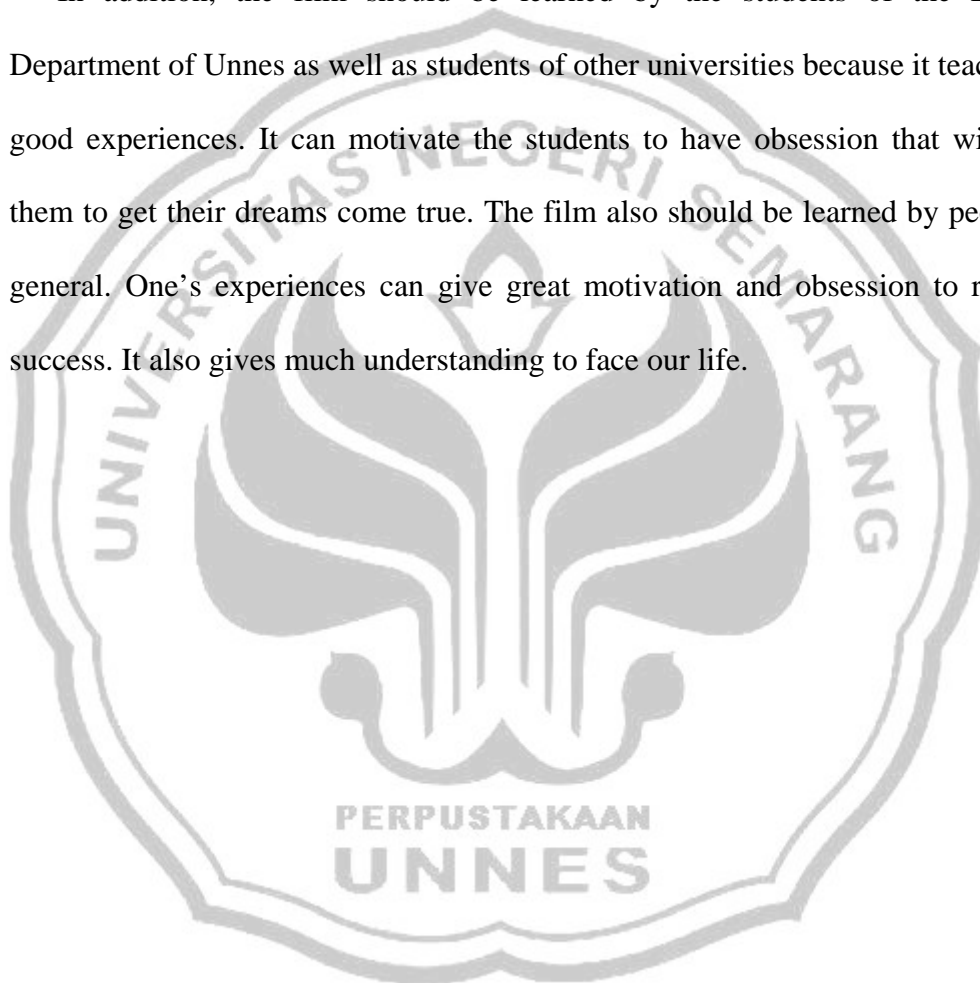 In addition, the film should be learned by the students of the
Department of Unnes as well as students of other universities because it
good experiences. It can motivate the students to have obsession that
them to get their dreams come true. The film also should be learned by
general. One’s experiences can give great motivation and obsession to
success. It also gives much understanding to face our life.
UNIVERSITAS NEGERI SEMARANG
PERPUSTAKAAN
UNNES